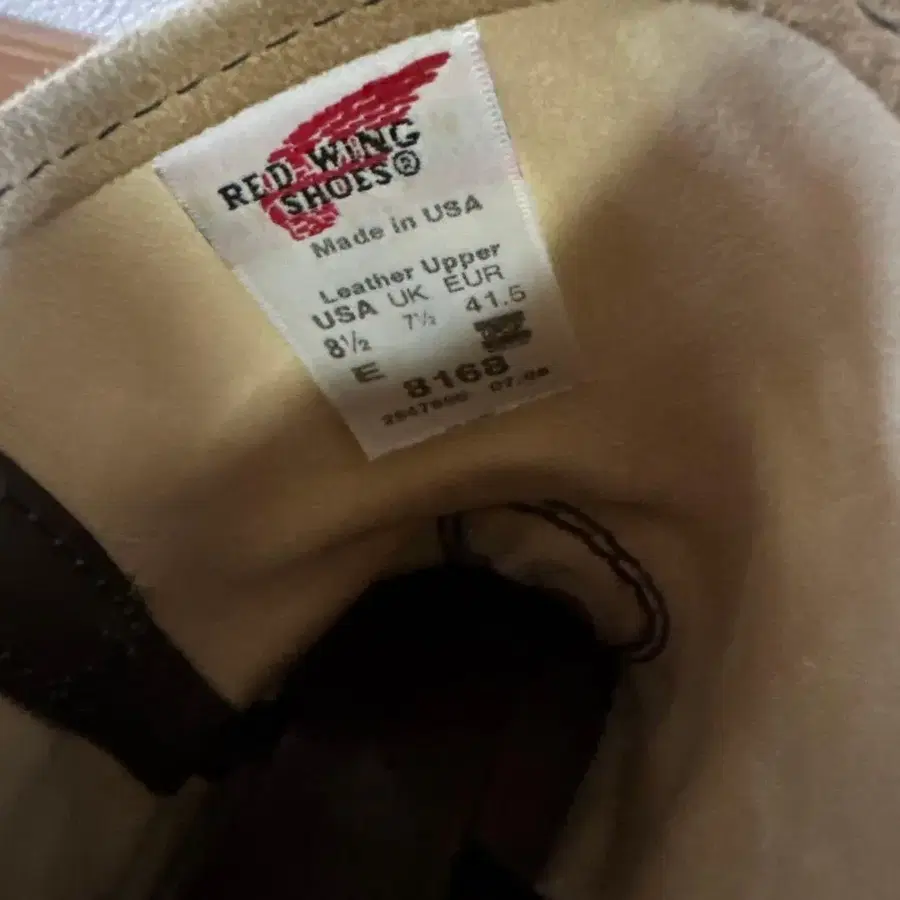 RED WING
SHOES®
Made in USA
Leather Upper
USA UK EUR
8½ 7½ 41.5
E
8168